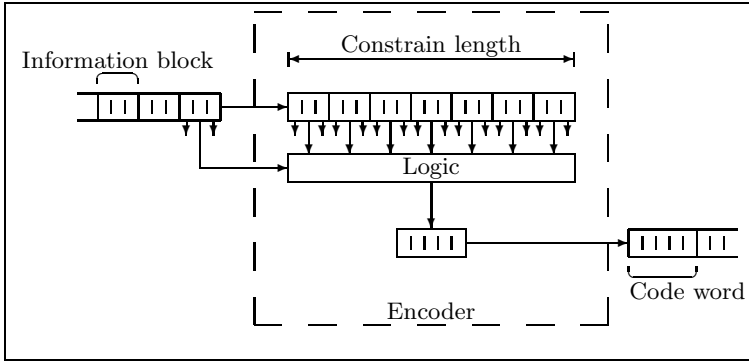 Constrain length
Information block
Logic
Code word
Encoder